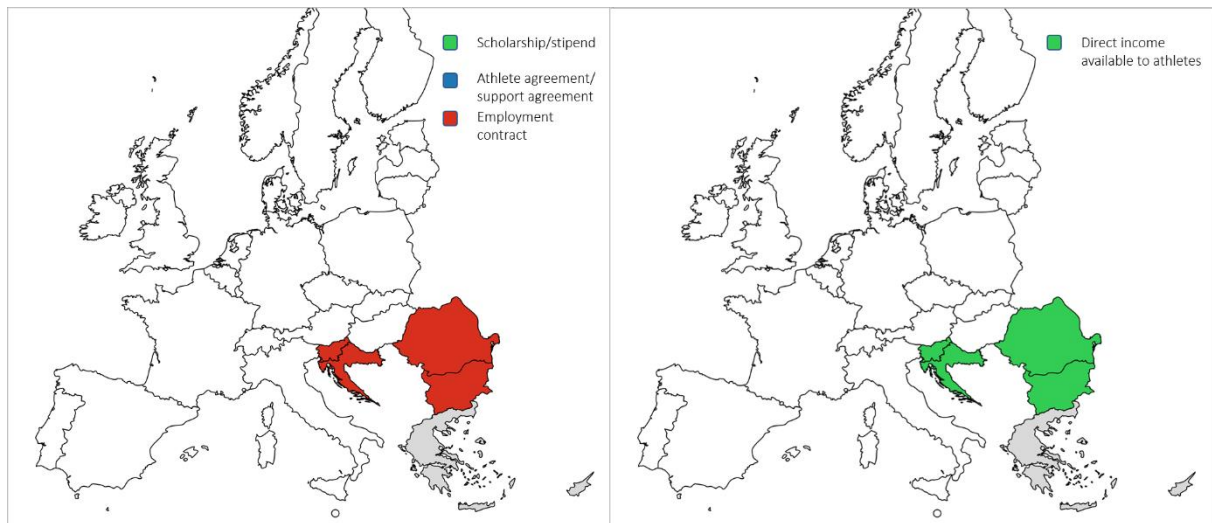 Scholarship/stipend
Athlete agreement/
support agreement
Employment
contract
Direct income
available to athletes